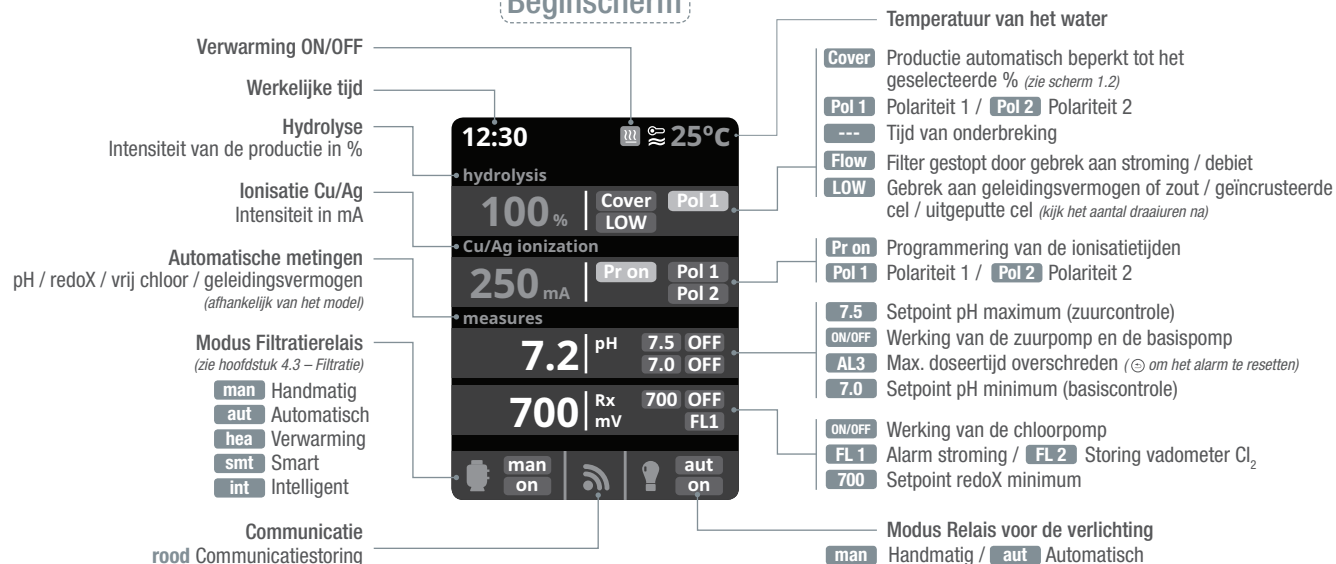 Beginscherm
Verwarming ON/OFF
Werkelijke tijd
Hydrolyse
Intensiteit van de productie in %
Ionisatie Cu/Ag
Intensiteit in mA
Automatische metingen
pH / redoX / vrij chloor / geleidingsvermogen
(afhankelijk van het model)
Modus Filtratierelais
(zie hoofdstuk 4.3 – Filtratie)
man Handmatig
aut Automatisch
hea Verwarming
smt Smart
int Intelligent
Communicatie
rood Communicatiestoring
12:30 25ºC
hydrolysis
100 % Cover Pol 1
LOW
Cu/Ag ionization
250 mA Pr on Pol 1
Pol 2
measures
7.2 pH 7.5 OFF
7.0 OFF
700 Rx 700 OFF
mV FL1
man aut
on on
Temperatuur van het water
Cover Productie automatisch beperkt tot het
geselecteerde % (zie scherm 1.2)
Pol 1 Polariteit 1 / Pol 2 Polariteit 2
--- Tijd van onderbreking
Flow Filter gestopt door gebrek aan stroming / debiet
LOW Gebrek aan geleidingsvermogen of zout / geïncrusteerde
cel / uitgeputte cel (kijk het aantal draaiuren na)
Pr on Programmering van de ionisatietijden
Pol 1 Polariteit 1 / Pol 2 Polariteit 2
7.5 Setpoint pH maximum (zuurcontrole)
ON/OFF Werking van de zuurpomp en de basispomp
AL3 Max. doseertijd overschreden (⊜ om het alarm te resetten)
7.0 Setpoint pH minimum (basiscontrole)
ON/OFF Werking van de chloorpomp
FL 1 Alarm stroming / FL 2 Storing vadometer Cl₂
700 Setpoint redoX minimum
Modus Relais voor de verlichting
man Handmatig / aut Automatisch